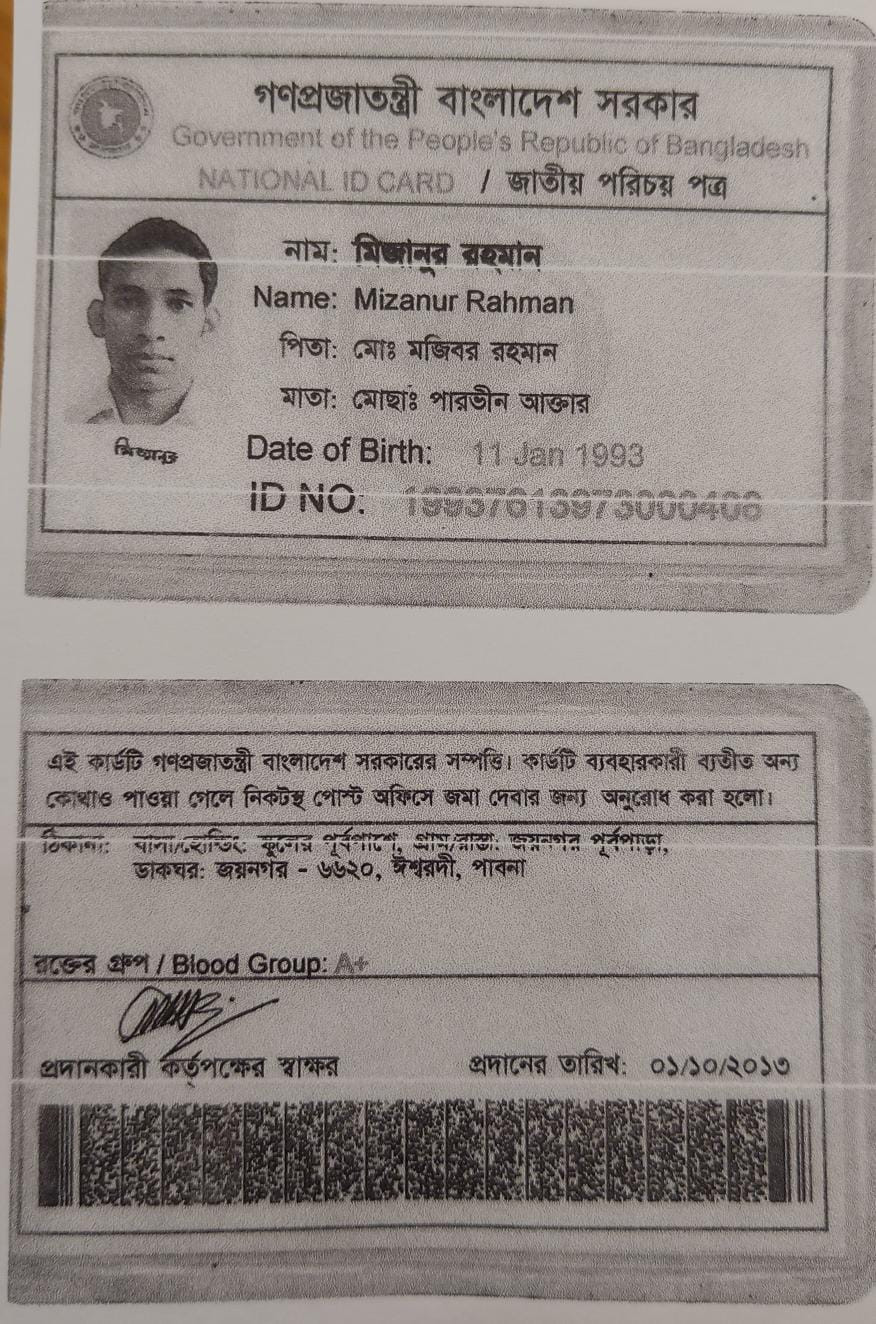 গণপ্রজাতন্ত্রী বাংলাদেশ সরকার
Government of the People's Republic of Bangladesh
NATIONAL ID CARD / জাতীয় পরিচয় পত্র
নাম: মিজানুর রহমান
Name: Mizanur Rahman
পিতা: মোঃ মজিবর রহমান
মাতা: মোছাঃ পারভীন আক্তার
মিজানুর
Date of Birth: 11 Jan 1993
ID NO: 19937613973000406
এই কার্ডটি গণপ্রজাতন্ত্রী বাংলাদেশ সরকারের সম্পত্তি। কার্ডটি ব্যবহারকারী ব্যতীত অন্য
কোথাও পাওয়া গেলে নিকটস্থ পোস্ট অফিসে জমা দেবার জন্য অনুরোধ করা হলো।
ঠিকানা: বাসা/হোল্ডিং: স্কুলের পূর্বপাশে, গ্রাম/রাস্তা: জয়নগর পূর্বপাড়া,
ডাকঘর: জয়নগর - ৬৬২০, ঈশ্বরদী, পাবনা
রক্তের গ্রুপ / Blood Group: A+
প্রদানকারী কর্তৃপক্ষের স্বাক্ষর প্রদানের তারিখ: ০১/১০/২০১৩